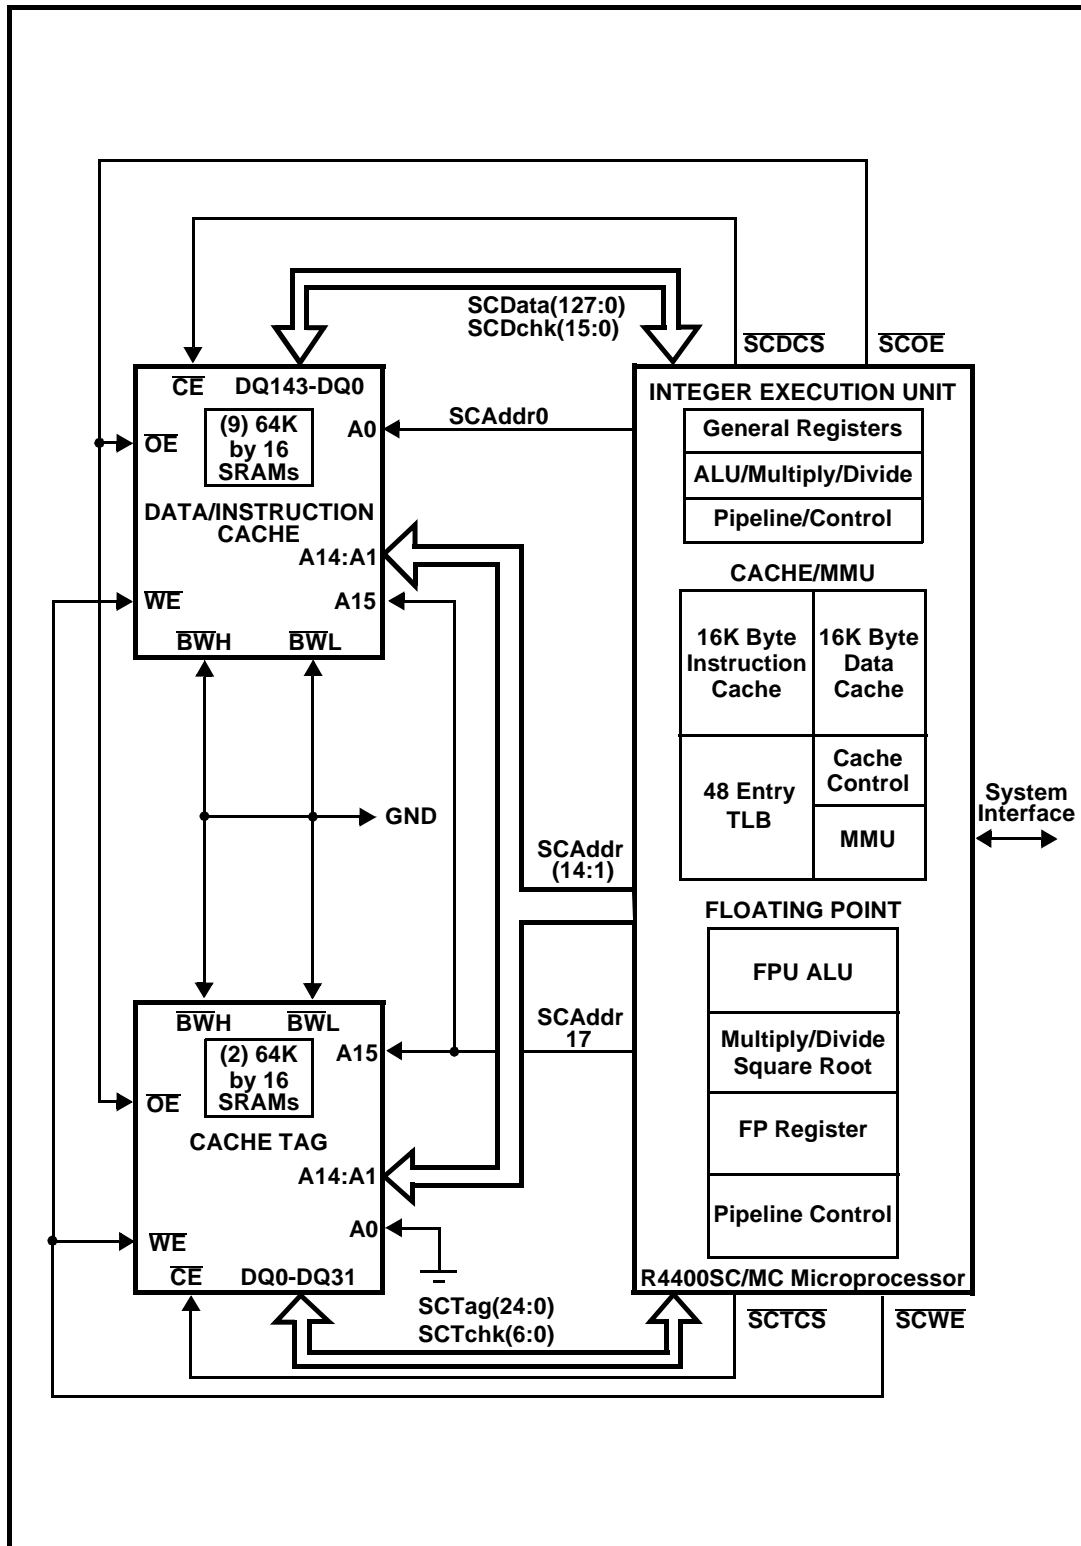 SCData(127:0)
SCDchk(15:0)
SCDCS
SCOE
CE
DQ143-DQ0
OE
(9) 64K
by 16
SRAMs
A0
DATA/INSTRUCTION
CACHE
A14:A1
WE
A15
BWH
BWL
SCAddr0
INTEGER EXECUTION UNIT
General Registers
ALU/Multiply/Divide
Pipeline/Control
CACHE/MMU
16K Byte
Instruction
Cache
16K Byte
Data
Cache
48 Entry
TLB
Cache
Control
MMU
System
Interface
GND
SCAddr
(14:1)
FLOATING POINT
FPU ALU
Multiply/Divide
Square Root
FP Register
Pipeline Control
R4400SC/MC Microprocessor
SCAddr
17
BWH
BWL
(2) 64K
by 16
SRAMs
A15
OE
CACHE TAG
A14:A1
A0
WE
CE
DQ0-DQ31
SCTag(24:0)
SCTchk(6:0)
SCTCS
SCWE